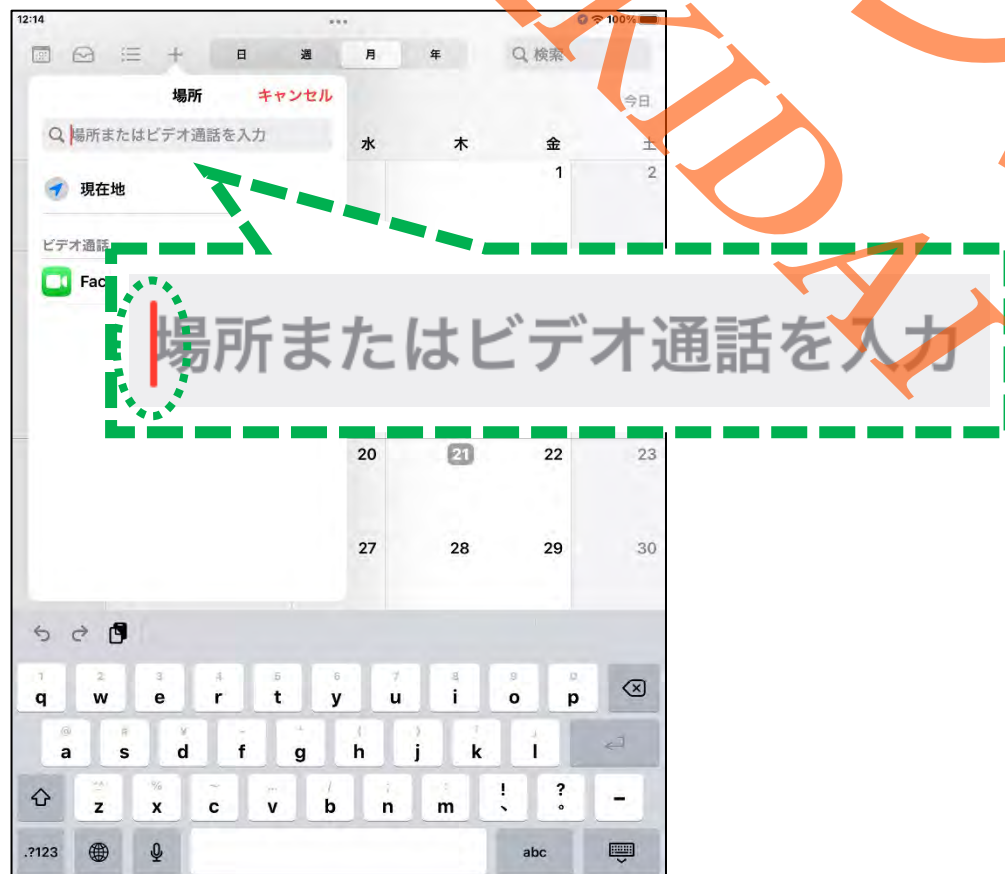 12:14
100%
日 週 月 年 検索
場所 キャンセル
今日
場所またはビデオ通話を入力
水 木 金 土
現在地
1 2
ビデオ通話
Fac
場所またはビデオ通話を入力
20 21 22 23
27 28 29 30
q w e r t y u i o p
a s d f g h j k l
z x c v b n m ! 、 ? 。 ー
.?123 abc
KIDAI